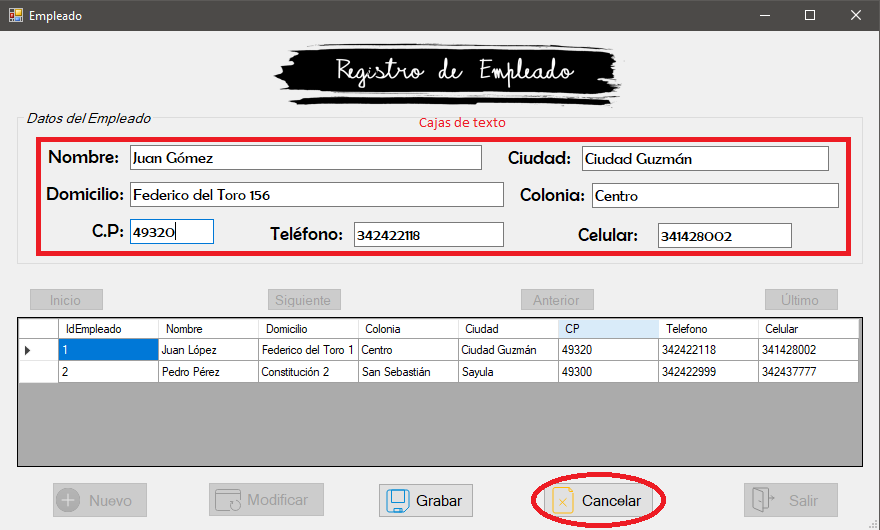 Empleado
Registro de Empleado
Datos del Empleado
Cajas de texto
Nombre: Juan Gómez Ciudad: Ciudad Guzmán
Domicilio: Federico del Toro 156 Colonia: Centro
C.P: 49320 Teléfono: 342422118 Celular: 341428002
Inicio Siguiente Anterior Último
IdEmpleado Nombre Domicilio Colonia Ciudad CP Telefono Celular
1 Juan López Federico del Toro 1 Centro Ciudad Guzmán 49320 342422118 341428002
2 Pedro Pérez Constitución 2 San Sebastián Sayula 49300 342422999 342437777
Nuevo Modificar Grabar Cancelar Salir